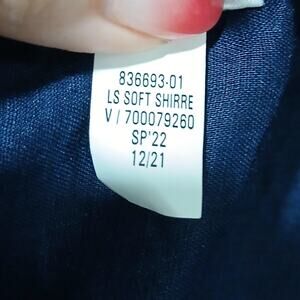 836693-01
LS SOFT SHIRRE
V / 700079260
SP'22
12/21